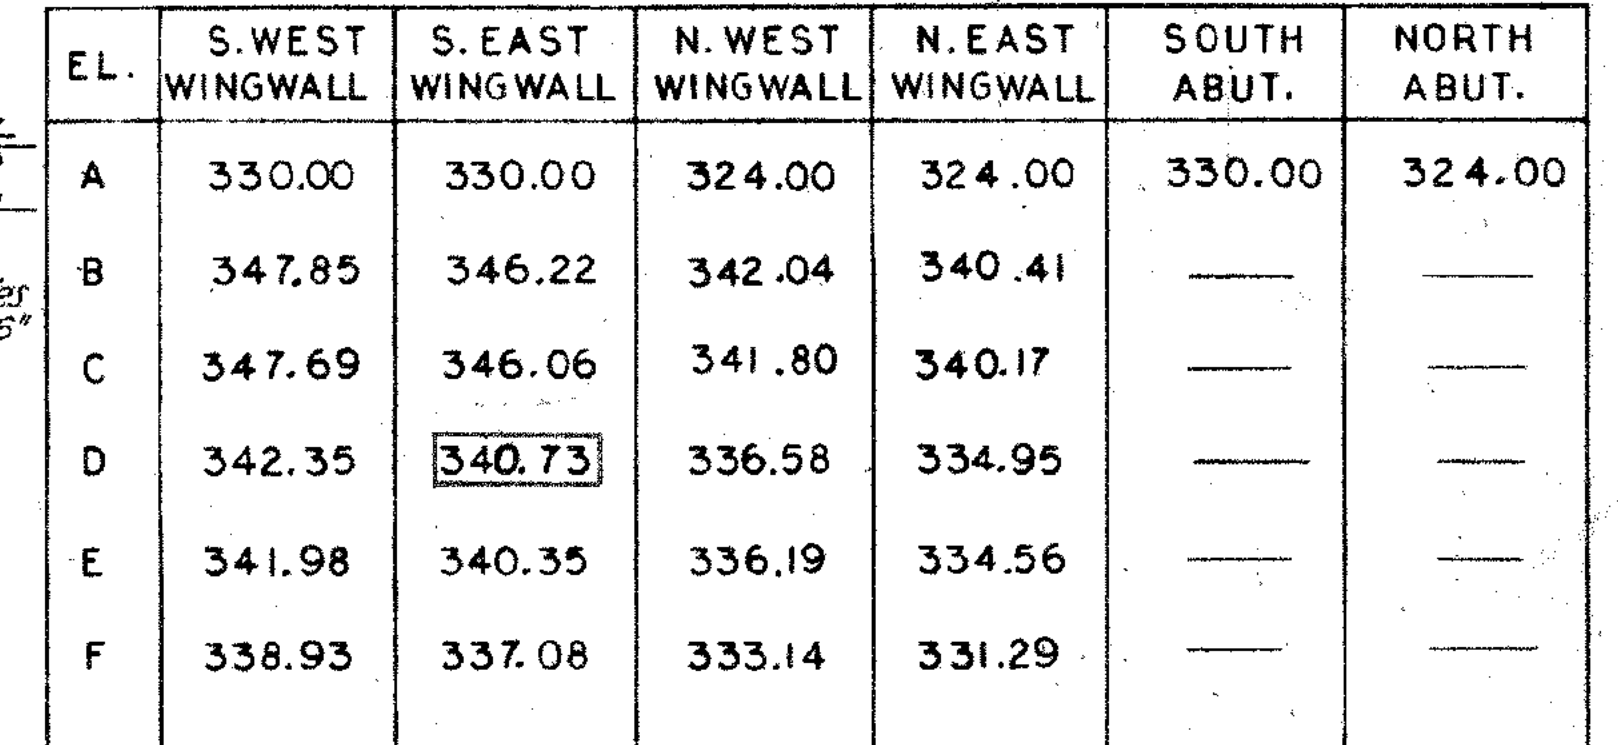 EL. S. WEST WINGWALL S. EAST WINGWALL N. WEST WINGWALL N. EAST WINGWALL SOUTH ABUT. NORTH ABUT.
A 330.00 330.00 324.00 324.00 330.00 324.00
B 347.85 346.22 342.04 340.41 — —
C 347.69 346.06 341.80 340.17 — —
D 342.35 340.73 336.58 334.95 — —
E 341.98 340.35 336.19 334.56 — —
F 338.93 337.08 333.14 331.29 — —